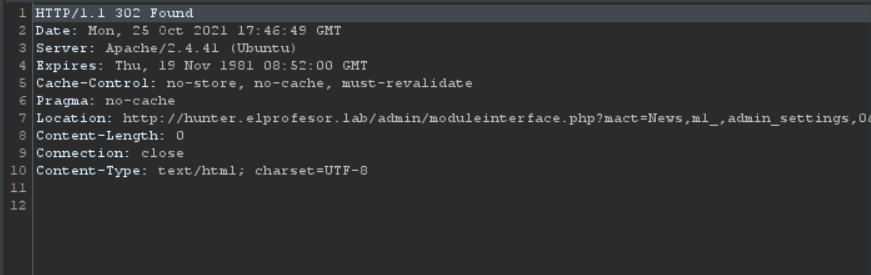 1 HTTP/1.1 302 Found
2 Date: Mon, 25 Oct 2021 17:46:49 GMT
3 Server: Apache/2.4.41 (Ubuntu)
4 Expires: Thu, 19 Nov 1981 08:52:00 GMT
5 Cache-Control: no-store, no-cache, must-revalidate
6 Pragma: no-cache
7 Location: http://hunter.elprofesor.lab/admin/moduleinterface.php?mact=News,m1_,admin_settings,0&
8 Content-Length: 0
9 Connection: close
10 Content-Type: text/html; charset=UTF-8
11
12